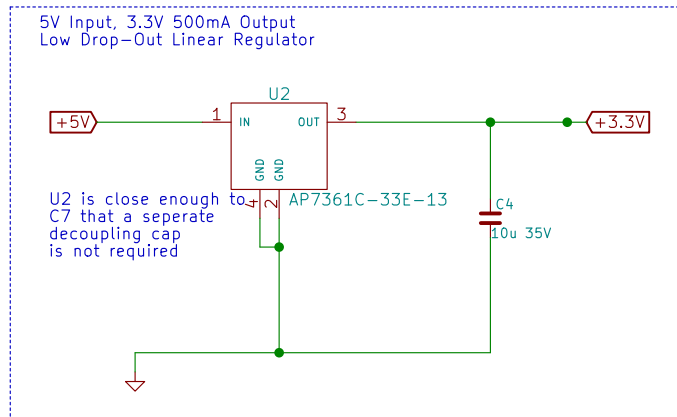 5V Input, 3.3V 500mA Output
Low Drop-Out Linear Regulator
U2
+5V
1
IN
OUT
3
+3.3V
GND
GND
4
2
AP7361C-33E-13
U2 is close enough to
C7 that a seperate
decoupling cap
is not required
C4
10u 35V